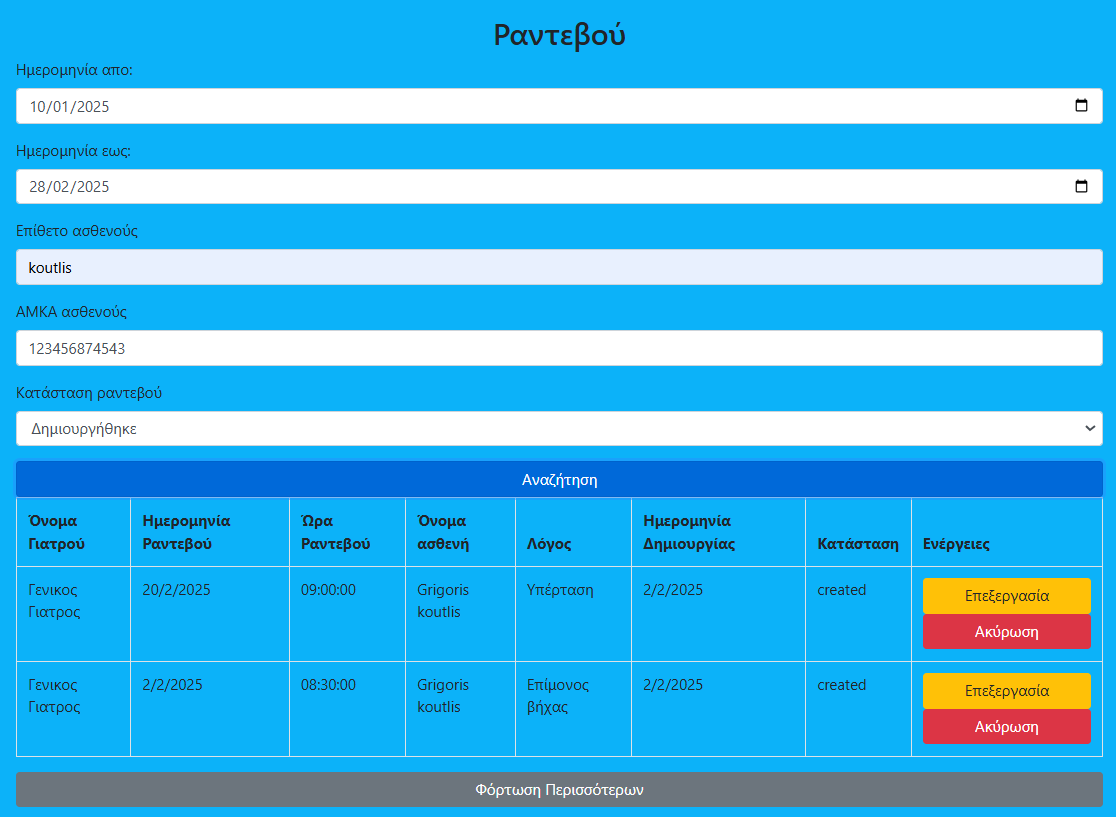 Ραντεβού
Ημερομηνία απο:
10/01/2025
Ημερομηνία εως:
28/02/2025
Επίθετο ασθενούς
koutlis
ΑΜΚΑ ασθενούς
123456874543
Κατάσταση ραντεβού
Δημιουργήθηκε
Αναζήτηση
Όνομα Γιατρού Ημερομηνία Ραντεβού Ώρα Ραντεβού Όνομα ασθενή Λόγος Ημερομηνία Δημιουργίας Κατάσταση Ενέργειες
Γενικος Γιατρος 20/2/2025 09:00:00 Grigoris koutlis Υπέρταση 2/2/2025 created Επεξεργασία
Ακύρωση
Γενικος Γιατρος 2/2/2025 08:30:00 Grigoris koutlis Επίμονος βήχας 2/2/2025 created Επεξεργασία
Ακύρωση
Φόρτωση Περισσότερων